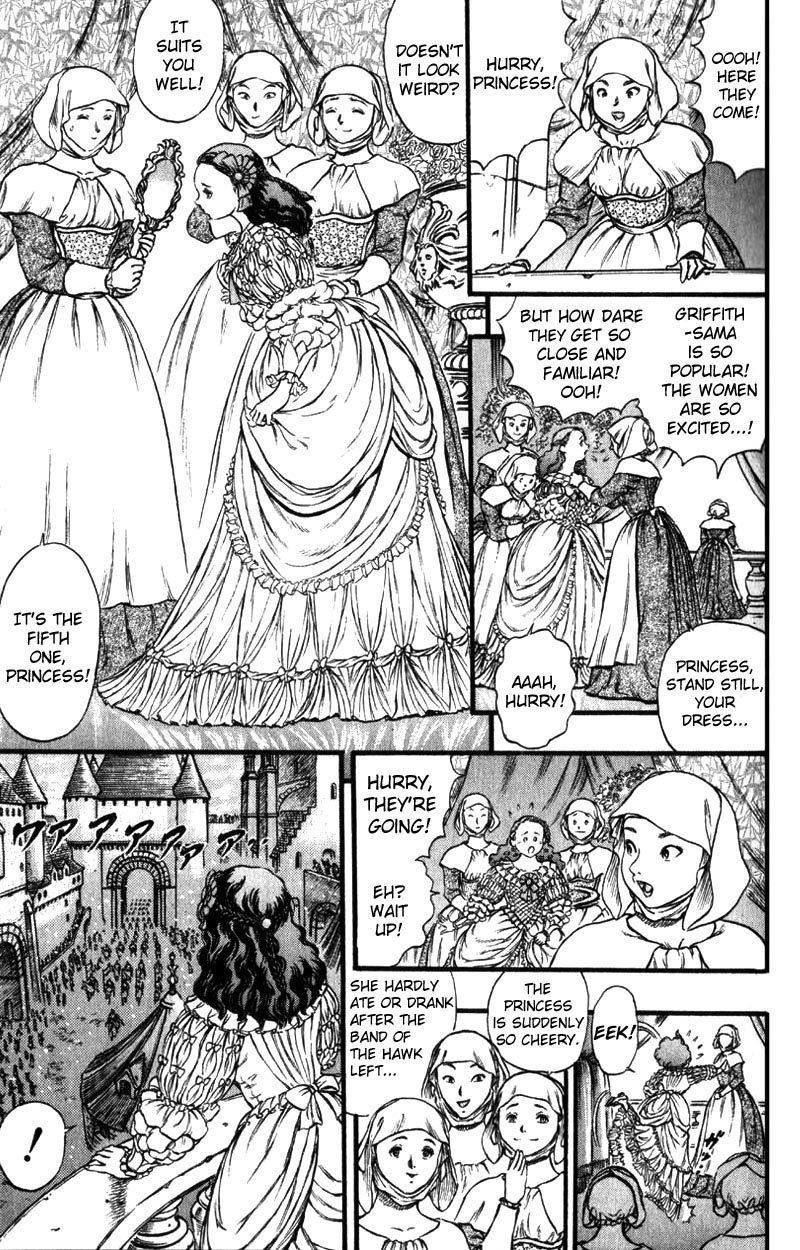 OOOH!
HERE
THEY
COME!
HURRY,
PRINCESS!
DOESN'T
IT LOOK
WEIRD?
IT
SUITS
YOU
WELL!
IT'S THE
FIFTH
ONE,
PRINCESS!
GRIFFITH
-SAMA
IS SO
POPULAR!
THE WOMEN
ARE SO
EXCITED...!
BUT HOW DARE
THEY GET SO
CLOSE AND
FAMILIAR!
OOH!
PRINCESS,
STAND STILL,
YOUR
DRESS...
AAAH,
HURRY!
HURRY,
THEY'RE
GOING!
EH?
WAIT
UP!
EEK!
THE
PRINCESS
IS SUDDENLY
SO CHEERY.
SHE HARDLY
ATE OR DRANK
AFTER THE
BAND OF
THE HAWK
LEFT...
ワァァァァァァ
!